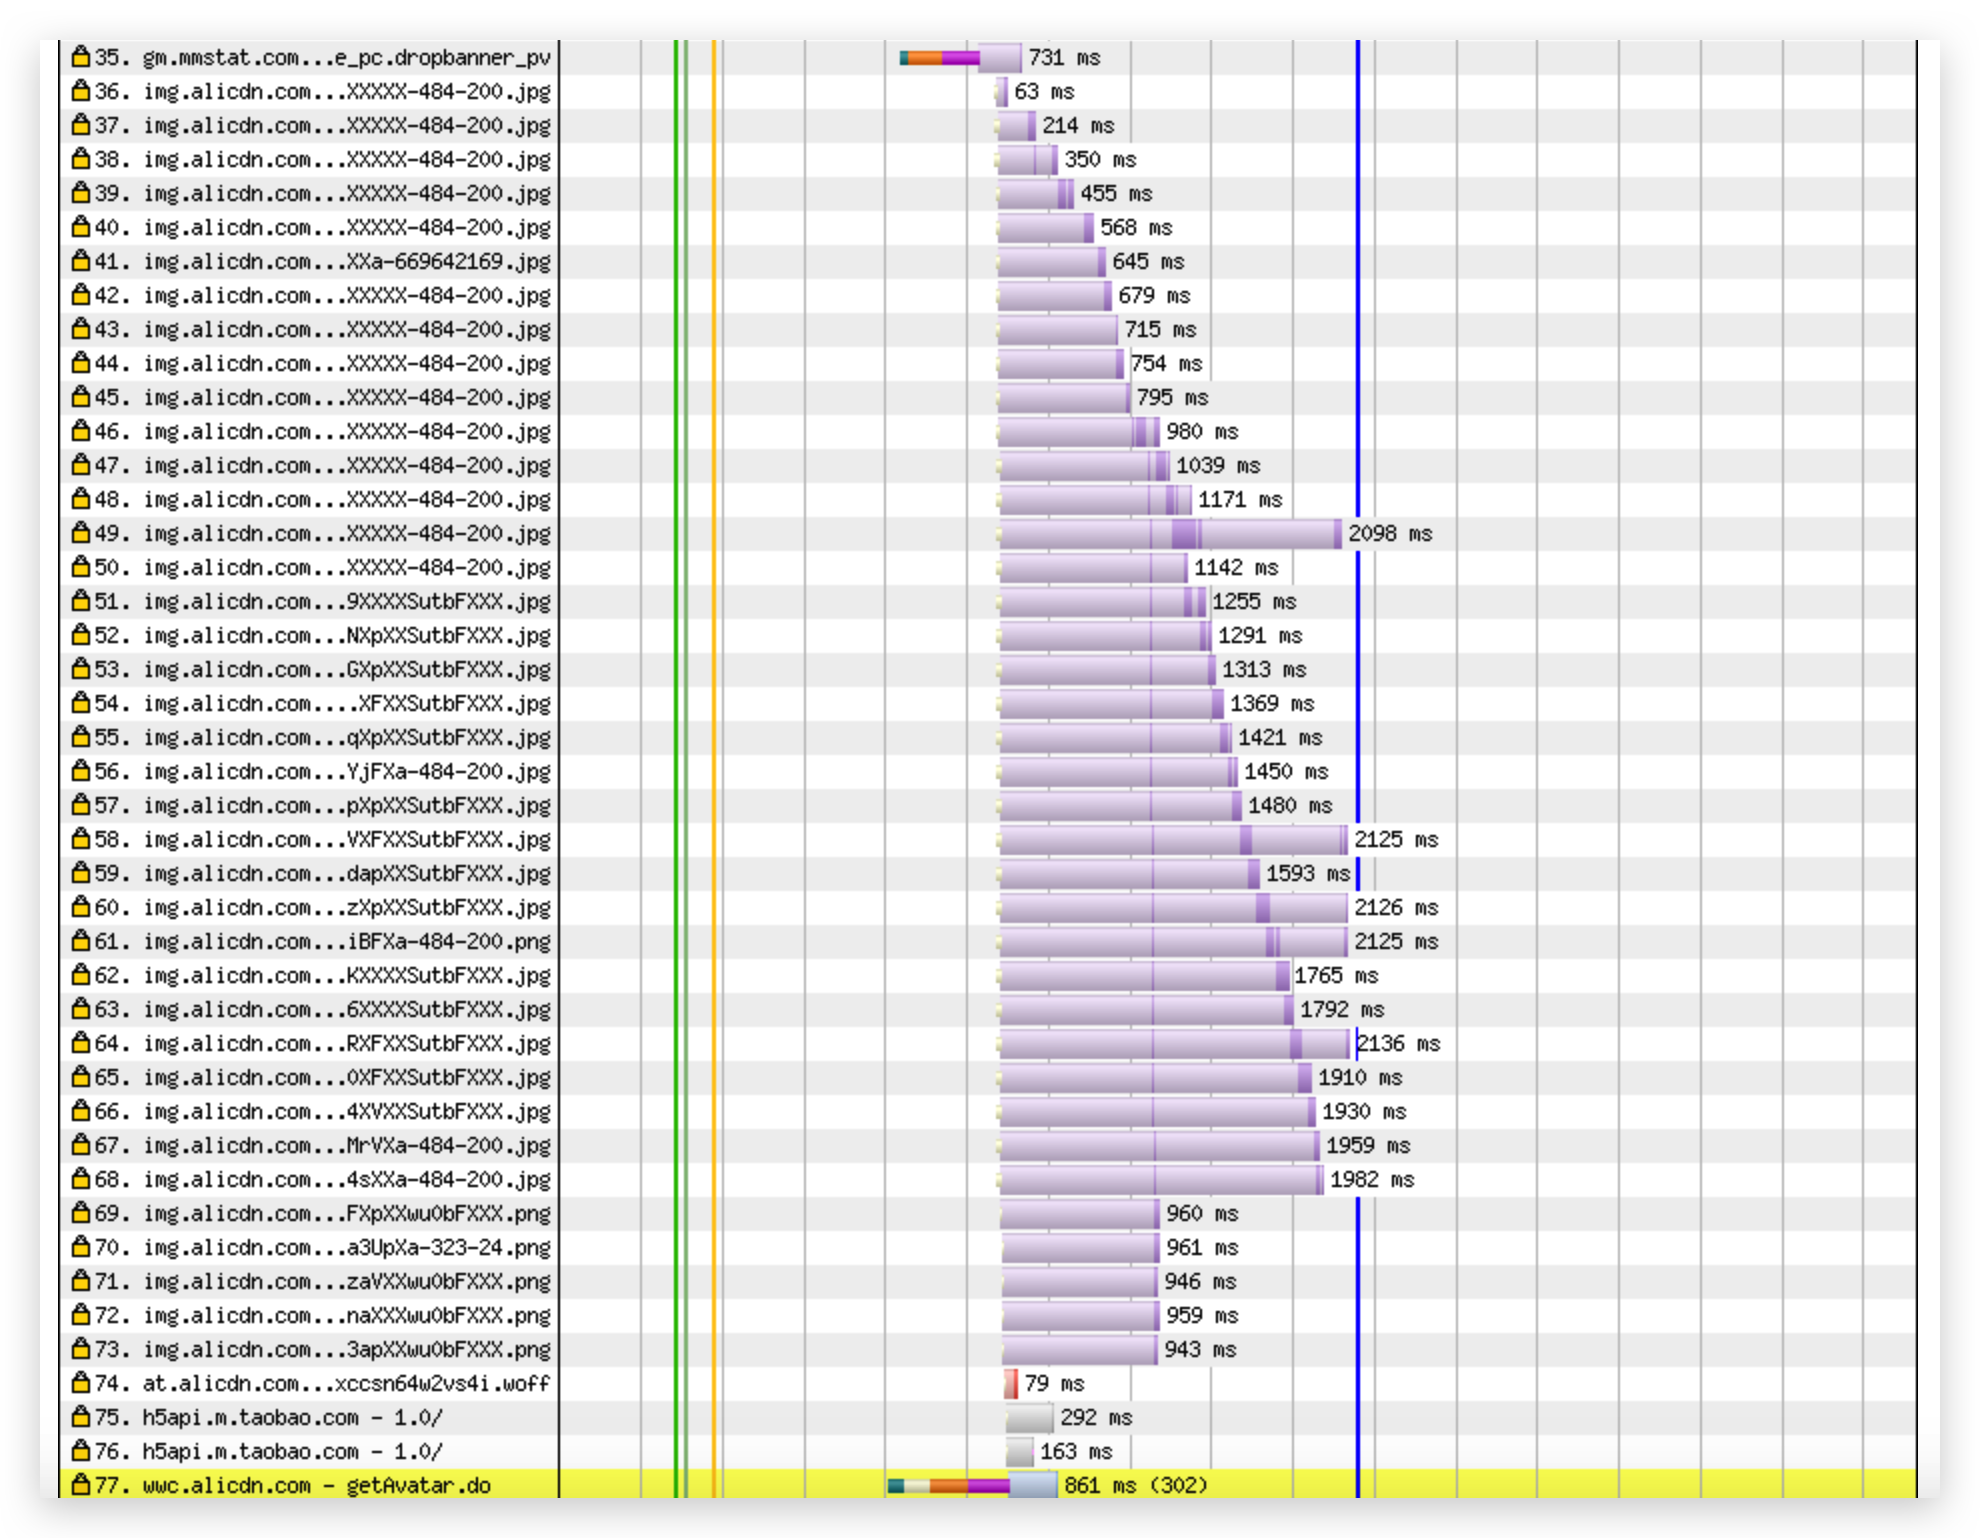 35. gm.mmstat.com...e_pc.dropbanner_pv 731 ms
36. img.alicdn.com...XXXXX-484-200.jpg 63 ms
37. img.alicdn.com...XXXXX-484-200.jpg 214 ms
38. img.alicdn.com...XXXXX-484-200.jpg 350 ms
39. img.alicdn.com...XXXXX-484-200.jpg 455 ms
40. img.alicdn.com...XXXXX-484-200.jpg 568 ms
41. img.alicdn.com...XXa-669642169.jpg 645 ms
42. img.alicdn.com...XXXXX-484-200.jpg 679 ms
43. img.alicdn.com...XXXXX-484-200.jpg 715 ms
44. img.alicdn.com...XXXXX-484-200.jpg 754 ms
45. img.alicdn.com...XXXXX-484-200.jpg 795 ms
46. img.alicdn.com...XXXXX-484-200.jpg 980 ms
47. img.alicdn.com...XXXXX-484-200.jpg 1039 ms
48. img.alicdn.com...XXXXX-484-200.jpg 1171 ms
49. img.alicdn.com...XXXXX-484-200.jpg 2098 ms
50. img.alicdn.com...XXXXX-484-200.jpg 1142 ms
51. img.alicdn.com...9XXXXSutbFXXX.jpg 1255 ms
52. img.alicdn.com...NXpXXSutbFXXX.jpg 1291 ms
53. img.alicdn.com...GXpXXSutbFXXX.jpg 1313 ms
54. img.alicdn.com....XFXXSutbFXXX.jpg 1369 ms
55. img.alicdn.com...qXpXXSutbFXXX.jpg 1421 ms
56. img.alicdn.com...YjFXa-484-200.jpg 1450 ms
57. img.alicdn.com...pXpXXSutbFXXX.jpg 1480 ms
58. img.alicdn.com...VXFXXSutbFXXX.jpg 2125 ms
59. img.alicdn.com...dapXXSutbFXXX.jpg 1593 ms
60. img.alicdn.com...zXpXXSutbFXXX.jpg 2126 ms
61. img.alicdn.com...iBFXa-484-200.png 2125 ms
62. img.alicdn.com...KXXXXSutbFXXX.jpg 1765 ms
63. img.alicdn.com...6XXXXSutbFXXX.jpg 1792 ms
64. img.alicdn.com...RXFXXSutbFXXX.jpg 2136 ms
65. img.alicdn.com...0XFXXSutbFXXX.jpg 1910 ms
66. img.alicdn.com...4XVXXSutbFXXX.jpg 1930 ms
67. img.alicdn.com...MrVXa-484-200.jpg 1959 ms
68. img.alicdn.com...4sXXa-484-200.jpg 1982 ms
69. img.alicdn.com...FXpXXwu0bFXXX.png 960 ms
70. img.alicdn.com...a3UpXa-323-24.png 961 ms
71. img.alicdn.com...zaVXXwu0bFXXX.png 946 ms
72. img.alicdn.com...naXXXwu0bFXXX.png 959 ms
73. img.alicdn.com...3apXXwu0bFXXX.png 943 ms
74. at.alicdn.com...xccsn64w2vs4i.woff 79 ms
75. h5api.m.taobao.com - 1.0/ 292 ms
76. h5api.m.taobao.com - 1.0/ 163 ms
77. wwc.alicdn.com - getAvatar.do 861 ms (302)